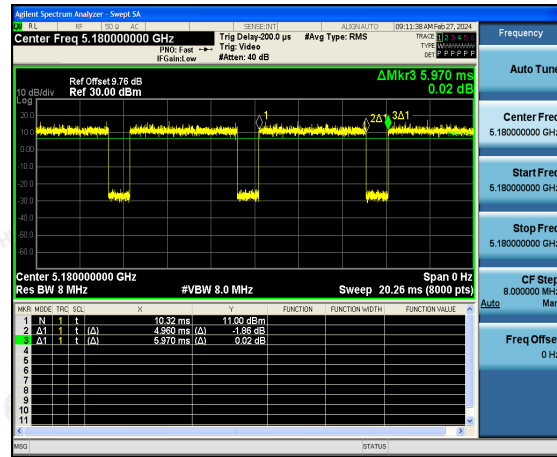 Agilent Spectrum Analyzer - Swept SA
RL RF 50 Ω AC SENSE:INT ALIGN AUTO 09:11:38 AM Feb 27, 2024
Center Freq 5.180000000 GHz
PNO: Fast
IFGain:Low
Trig Delay-200.0 µs
Trig: Video
#Atten: 40 dB
#Avg Type: RMS
TRACE 1 2 3 4 5 6
TYPE WWWWWW
DET P P P P P P
Ref Offset 9.76 dB
10 dB/div Ref 30.00 dBm
Log
ΔMkr3 5.970 ms
0.02 dB
20.0
10.0
0.00
-10.0
-20.0
-30.0
-40.0
-50.0
-60.0
1
2Δ1
3Δ1
Center 5.180000000 GHz Span 0 Hz
Res BW 8 MHz #VBW 8.0 MHz Sweep 20.26 ms (8000 pts)
MKR MODE TRC SCL X Y FUNCTION FUNCTION WIDTH FUNCTION VALUE
1 N 1 t 10.32 ms 11.00 dBm
2 Δ1 1 t (Δ) 4.960 ms (Δ) -1.86 dB
3 Δ1 1 t (Δ) 5.970 ms (Δ) 0.02 dB
4
5
6
7
8
9
10
11
MSG STATUS
Frequency
Auto Tune
Center Freq
5.180000000 GHz
Start Freq
5.180000000 GHz
Stop Freq
5.180000000 GHz
CF Step
8.000000 MHz
Auto Man
Freq Offset
0 Hz